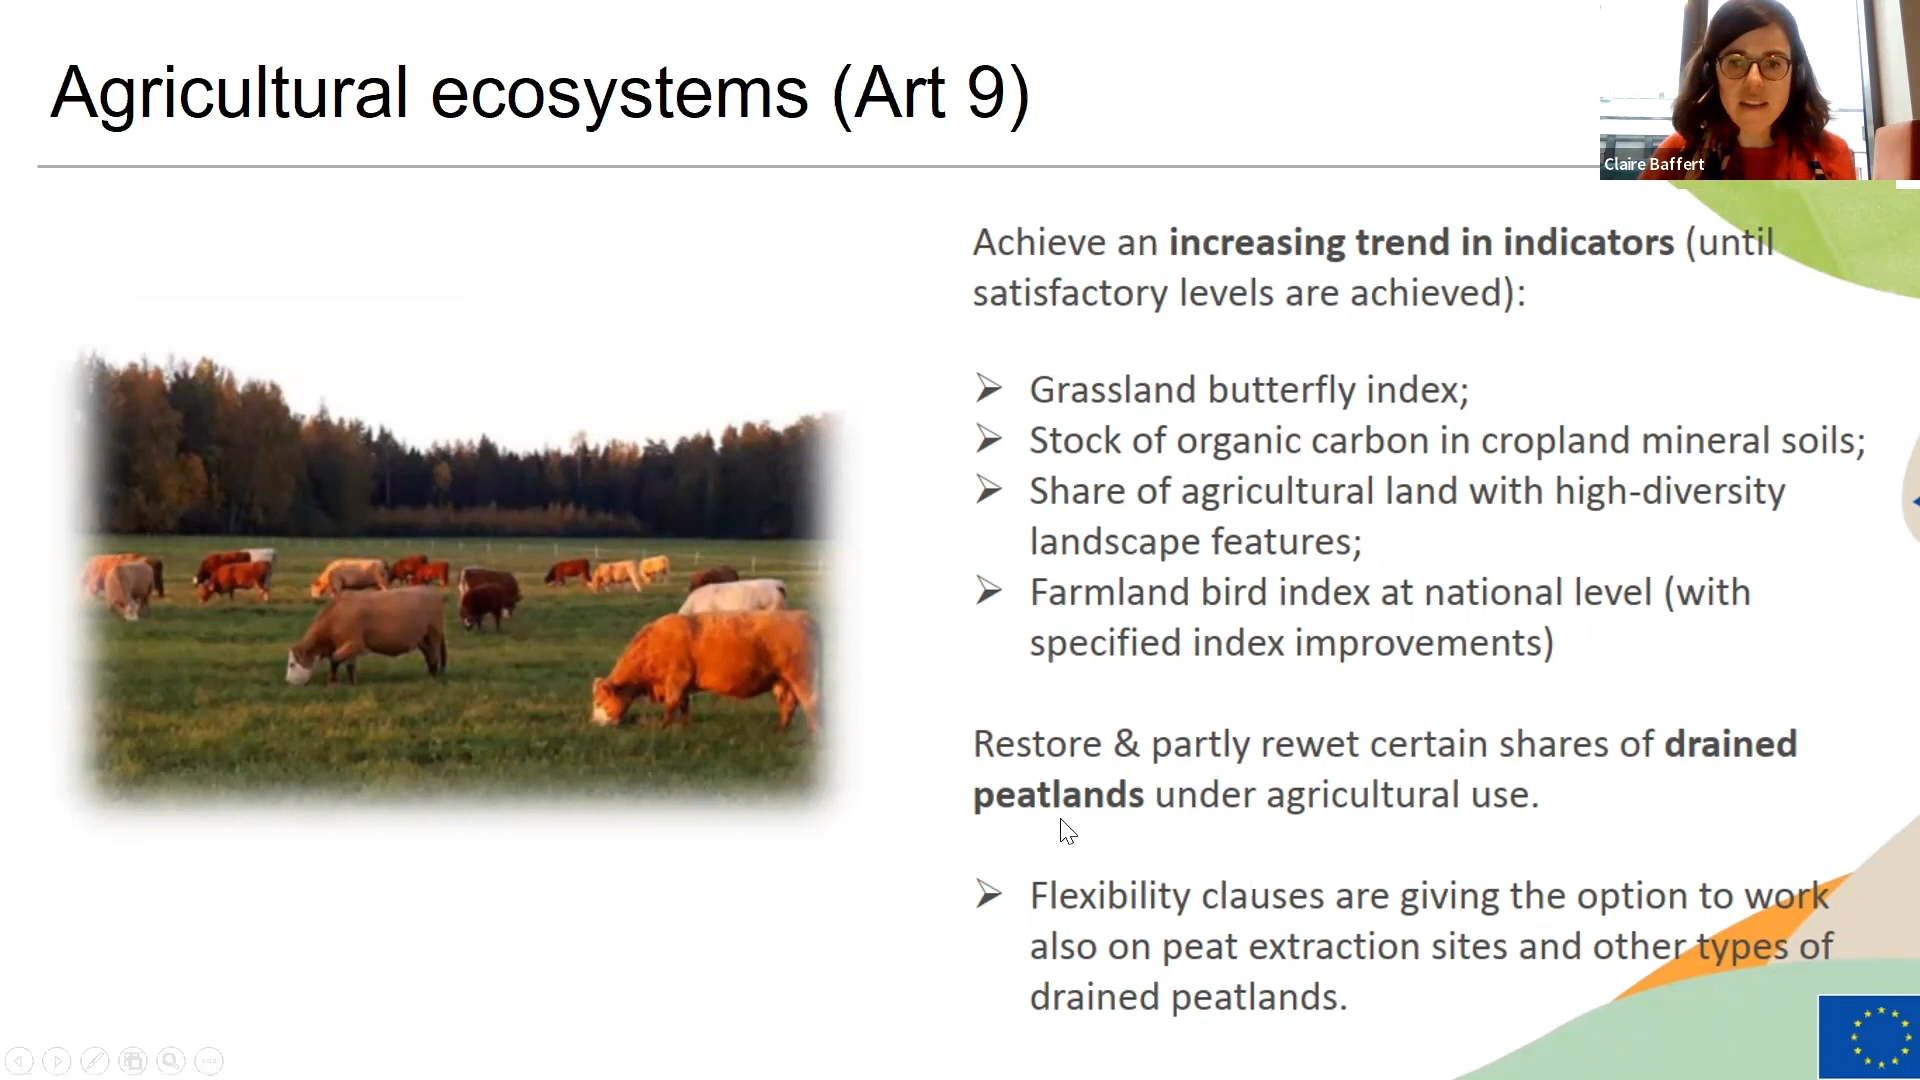 Agricultural ecosystems (Art 9)
Claire Baffert
Achieve an increasing trend in indicators (until
satisfactory levels are achieved):
Grassland butterfly index;
Stock of organic carbon in cropland mineral soils;
Share of agricultural land with high-diversity
landscape features;
Farmland bird index at national level (with
specified index improvements)
Restore & partly rewet certain shares of drained
peatlands under agricultural use.
Flexibility clauses are giving the option to work
also on peat extraction sites and other types of
drained peatlands.